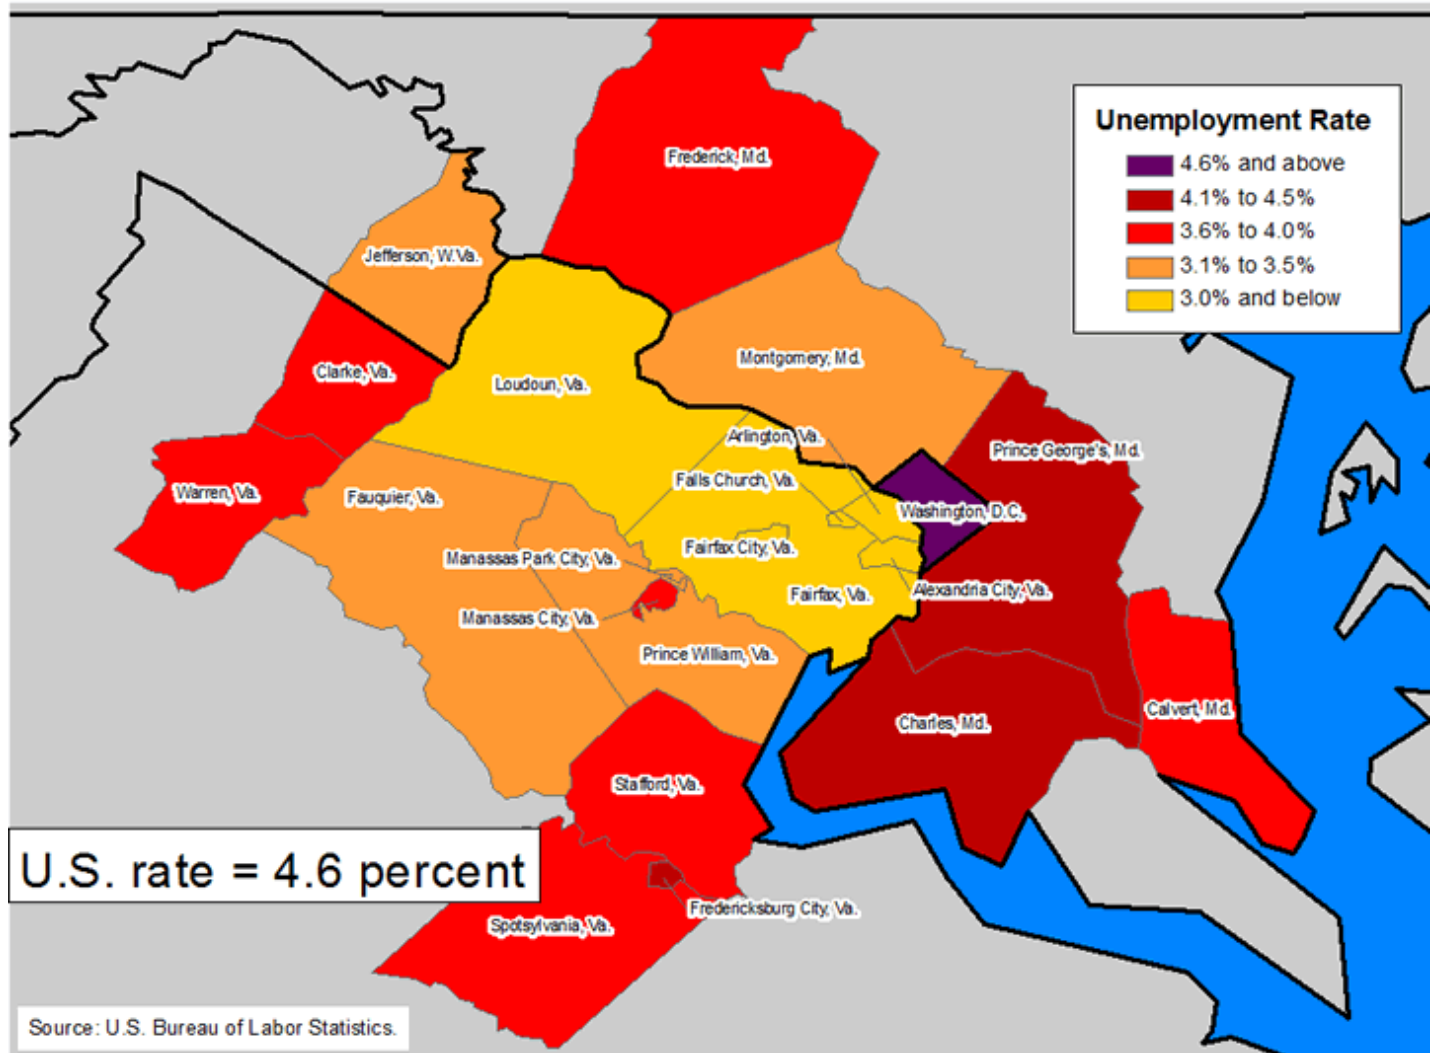 Unemployment Rate
4.6% and above
4.1% to 4.5%
3.6% to 4.0%
3.1% to 3.5%
3.0% and below
Frederick, Md.
Jefferson, W.Va.
Montgomery, Md.
Clarke, Va.
Loudoun, Va.
Arlington, Va.
Prince George's, Md.
Falls Church, Va.
Warren, Va.
Fauquier, Va.
Washington, D.C.
Fairfax City, Va.
Manassas Park City, Va.
Alexandria City, Va.
Fairfax, Va.
Manassas City, Va.
Prince William, Va.
Calvert, Md.
Charles, Md.
Stafford, Va.
U.S. rate = 4.6 percent
Fredericksburg City, Va.
Spotsylvania, Va.
Source: U.S. Bureau of Labor Statistics.